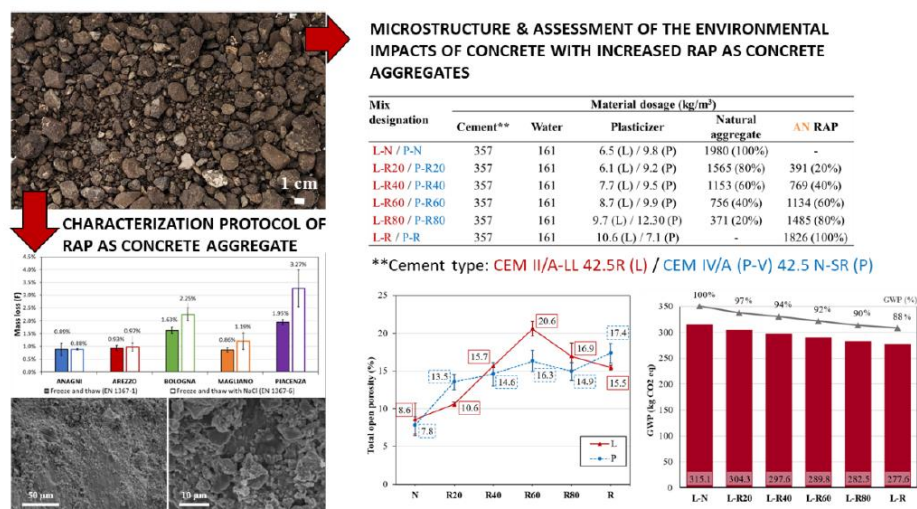 1 cm
CHARACTERIZATION PROTOCOL OF
RAP AS CONCRETE AGGREGATE
Mass loss (F)
4.5%
4.0%
3.5%
3.0%
2.5%
2.0%
1.5%
1.0%
0.5%
0.0%
0.89%
0.88%
0.93%
0.97%
1.63%
2.25%
0.86%
1.19%
1.95%
3.27%
ANAGNI AREZZO BOLOGNA MAGLIANO PIACENZA
Freeze and thaw (EN 1367-1) Freeze and thaw with NaCl (EN 1367-6)
50 µm
10 µm
MICROSTRUCTURE & ASSESSMENT OF THE ENVIRONMENTAL
IMPACTS OF CONCRETE WITH INCREASED RAP AS CONCRETE
AGGREGATES
Mix designation Material dosage (kg/m³)
Cement** Water Plasticizer Natural aggregate AN RAP
L-N / P-N 357 161 6.5 (L) / 9.8 (P) 1980 (100%) -
L-R20 / P-R20 357 161 6.1 (L) / 9.2 (P) 1565 (80%) 391 (20%)
L-R40 / P-R40 357 161 7.7 (L) / 9.5 (P) 1153 (60%) 769 (40%)
L-R60 / P-R60 357 161 8.7 (L) / 9.9 (P) 756 (40%) 1134 (60%)
L-R80 / P-R80 357 161 9.7 (L) / 12.30 (P) 371 (20%) 1485 (80%)
L-R / P-R 357 161 10.6 (L) / 7.1 (P) - 1826 (100%)
**Cement type: CEM II/A-LL 42.5R (L) / CEM IV/A (P-V) 42.5 N-SR (P)
Total open porosity (%)
25
20
15
10
5
0
8.6
7.8
13.5
10.6
15.7
14.6
20.6
16.3
16.9
14.9
17.4
15.5
L
P
N R20 R40 R60 R80 R
GWP (kg CO2 eq)
350
300
250
200
150
100
50
0
100% 97% 94% 92% 90% 88%
GWP (%)
315.1 304.3 297.6 289.8 282.5 277.6
L-N L-R20 L-R40 L-R60 L-R80 L-R